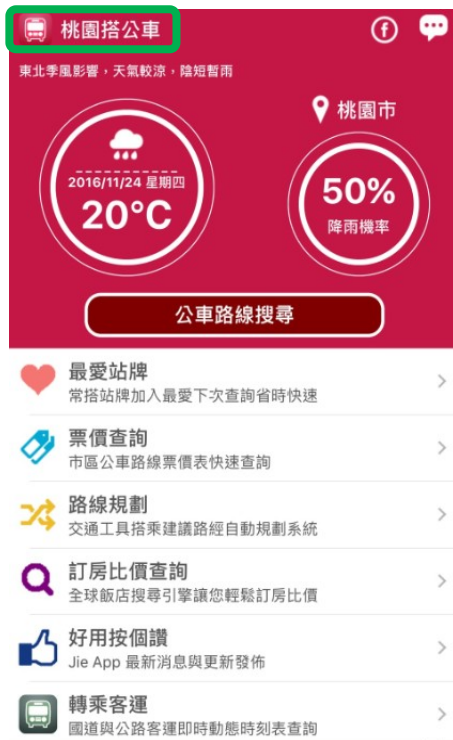 桃園搭公車
東北季風影響，天氣較涼，陰短暫雨
桃園市
2016/11/24 星期四
20°C
50%
降雨機率
公車路線搜尋
最愛站牌
常搭站牌加入最愛下次查詢省時快速
票價查詢
市區公車路線票價表快速查詢
路線規劃
交通工具搭乘建議路經自動規劃系統
訂房比價查詢
全球飯店搜尋引擎讓您輕鬆訂房比價
好用按個讚
Jie App 最新消息與更新發佈
轉乘客運
國道與公路客運即時動態時刻表查詢